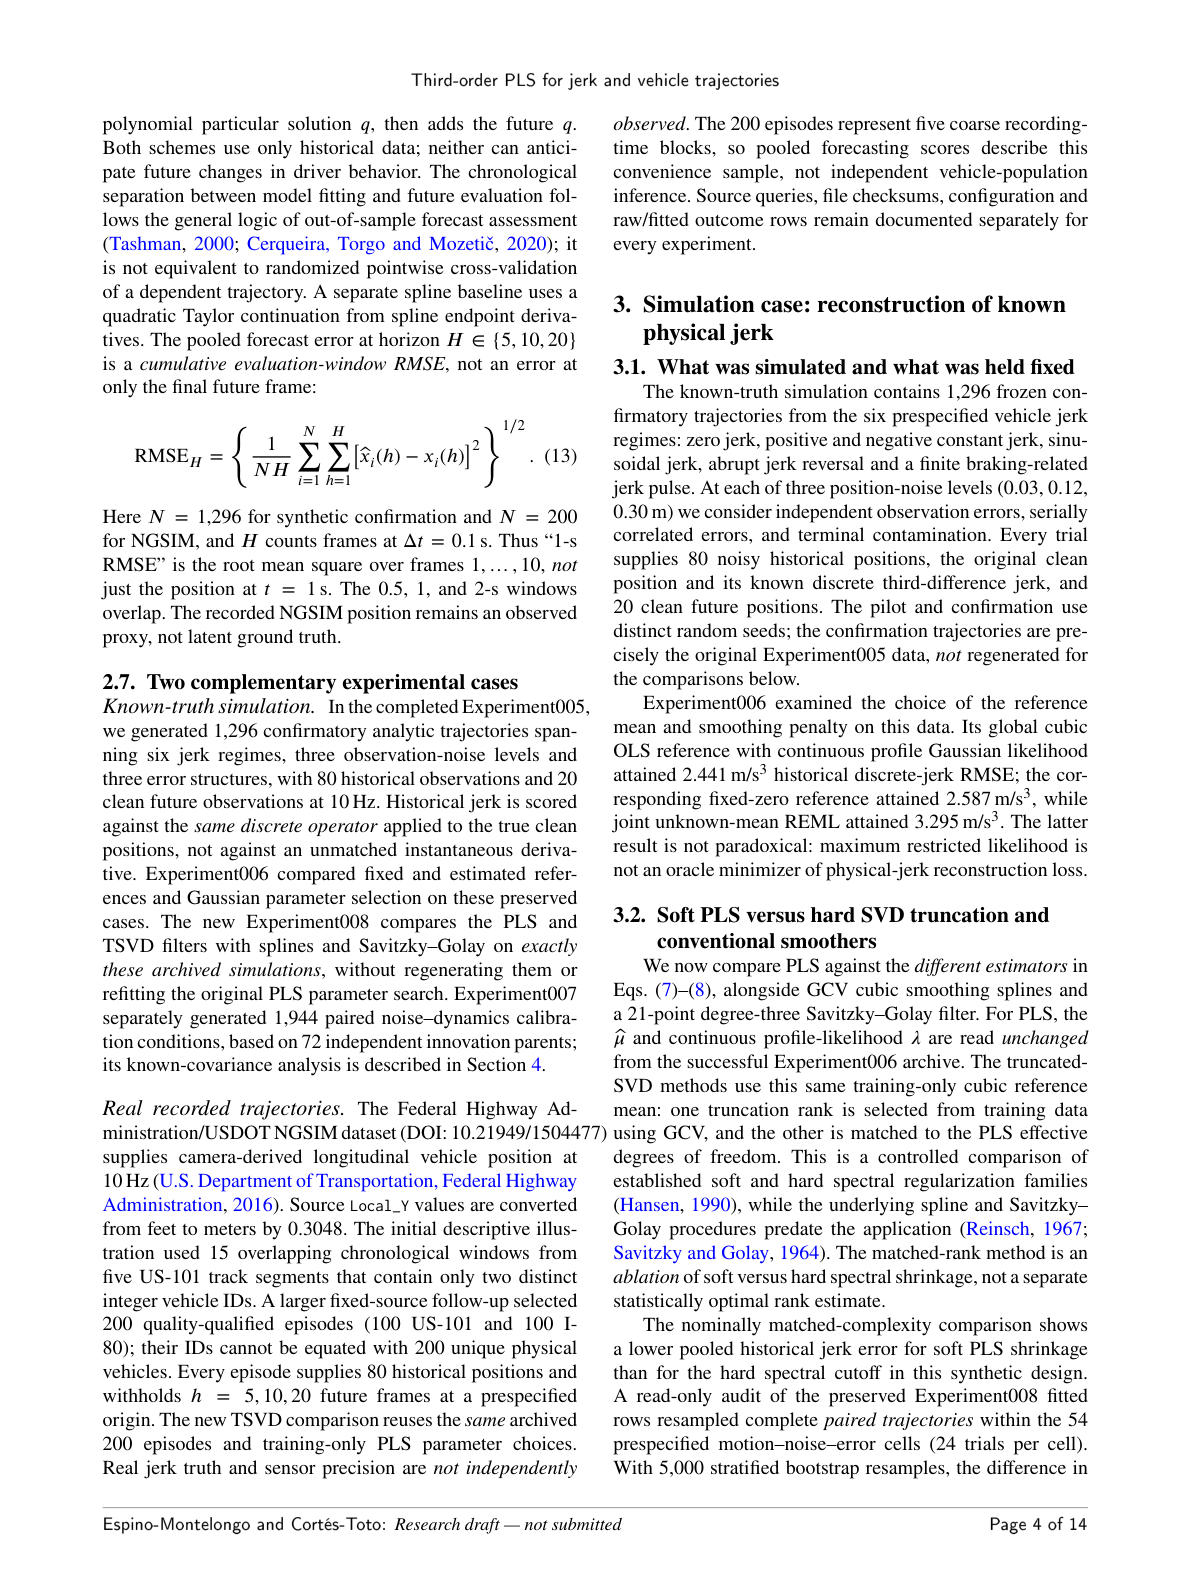 Third-order PLS for jerk and vehicle trajectories
polynomial particular solution q, then adds the future q.
Both schemes use only historical data; neither can antici-
pate future changes in driver behavior. The chronological
separation between model fitting and future evaluation fol-
lows the general logic of out-of-sample forecast assessment
(Tashman, 2000; Cerqueira, Torgo and Mozetič, 2020); it
is not equivalent to randomized pointwise cross-validation
of a dependent trajectory. A separate spline baseline uses a
quadratic Taylor continuation from spline endpoint deriva-
tives. The pooled forecast error at horizon H ∈ {5, 10, 20}
is a cumulative evaluation-window RMSE, not an error at
only the final future frame:
RMSE_H = { 1/(NH) ∑_{i=1}^{N} ∑_{h=1}^{H} [x̂_i(h) − x_i(h)]² }^{1/2} . (13)
Here N = 1,296 for synthetic confirmation and N = 200
for NGSIM, and H counts frames at Δt = 0.1 s. Thus “1-s
RMSE” is the root mean square over frames 1, … , 10, not
just the position at t = 1 s. The 0.5, 1, and 2-s windows
overlap. The recorded NGSIM position remains an observed
proxy, not latent ground truth.
2.7. Two complementary experimental cases
Known-truth simulation. In the completed Experiment005,
we generated 1,296 confirmatory analytic trajectories span-
ning six jerk regimes, three observation-noise levels and
three error structures, with 80 historical observations and 20
clean future observations at 10 Hz. Historical jerk is scored
against the same discrete operator applied to the true clean
positions, not against an unmatched instantaneous deriva-
tive. Experiment006 compared fixed and estimated refer-
ences and Gaussian parameter selection on these preserved
cases. The new Experiment008 compares the PLS and
TSVD filters with splines and Savitzky–Golay on exactly
these archived simulations, without regenerating them or
refitting the original PLS parameter search. Experiment007
separately generated 1,944 paired noise–dynamics calibra-
tion conditions, based on 72 independent innovation parents;
its known-covariance analysis is described in Section 4.
Real recorded trajectories. The Federal Highway Ad-
ministration/USDOT NGSIM dataset (DOI: 10.21949/1504477)
supplies camera-derived longitudinal vehicle position at
10 Hz (U.S. Department of Transportation, Federal Highway
Administration, 2016). Source Local_Y values are converted
from feet to meters by 0.3048. The initial descriptive illus-
tration used 15 overlapping chronological windows from
five US-101 track segments that contain only two distinct
integer vehicle IDs. A larger fixed-source follow-up selected
200 quality-qualified episodes (100 US-101 and 100 I-
80); their IDs cannot be equated with 200 unique physical
vehicles. Every episode supplies 80 historical positions and
withholds h = 5, 10, 20 future frames at a prespecified
origin. The new TSVD comparison reuses the same archived
200 episodes and training-only PLS parameter choices.
Real jerk truth and sensor precision are not independently
observed. The 200 episodes represent five coarse recording-
time blocks, so pooled forecasting scores describe this
convenience sample, not independent vehicle-population
inference. Source queries, file checksums, configuration and
raw/fitted outcome rows remain documented separately for
every experiment.
3. Simulation case: reconstruction of known
physical jerk
3.1. What was simulated and what was held fixed
The known-truth simulation contains 1,296 frozen con-
firmatory trajectories from the six prespecified vehicle jerk
regimes: zero jerk, positive and negative constant jerk, sinu-
soidal jerk, abrupt jerk reversal and a finite braking-related
jerk pulse. At each of three position-noise levels (0.03, 0.12,
0.30 m) we consider independent observation errors, serially
correlated errors, and terminal contamination. Every trial
supplies 80 noisy historical positions, the original clean
position and its known discrete third-difference jerk, and
20 clean future positions. The pilot and confirmation use
distinct random seeds; the confirmation trajectories are pre-
cisely the original Experiment005 data, not regenerated for
the comparisons below.
Experiment006 examined the choice of the reference
mean and smoothing penalty on this data. Its global cubic
OLS reference with continuous profile Gaussian likelihood
attained 2.441 m/s³ historical discrete-jerk RMSE; the cor-
responding fixed-zero reference attained 2.587 m/s³, while
joint unknown-mean REML attained 3.295 m/s³. The latter
result is not paradoxical: maximum restricted likelihood is
not an oracle minimizer of physical-jerk reconstruction loss.
3.2. Soft PLS versus hard SVD truncation and
conventional smoothers
We now compare PLS against the different estimators in
Eqs. (7)–(8), alongside GCV cubic smoothing splines and
a 21-point degree-three Savitzky–Golay filter. For PLS, the
μ̂ and continuous profile-likelihood λ are read unchanged
from the successful Experiment006 archive. The truncated-
SVD methods use this same training-only cubic reference
mean: one truncation rank is selected from training data
using GCV, and the other is matched to the PLS effective
degrees of freedom. This is a controlled comparison of
established soft and hard spectral regularization families
(Hansen, 1990), while the underlying spline and Savitzky–
Golay procedures predate the application (Reinsch, 1967;
Savitzky and Golay, 1964). The matched-rank method is an
ablation of soft versus hard spectral shrinkage, not a separate
statistically optimal rank estimate.
The nominally matched-complexity comparison shows
a lower pooled historical jerk error for soft PLS shrinkage
than for the hard spectral cutoff in this synthetic design.
A read-only audit of the preserved Experiment008 fitted
rows resampled complete paired trajectories within the 54
prespecified motion–noise–error cells (24 trials per cell).
With 5,000 stratified bootstrap resamples, the difference in
Espino-Montelongo and Cortés-Toto: Research draft — not submitted
Page 4 of 14